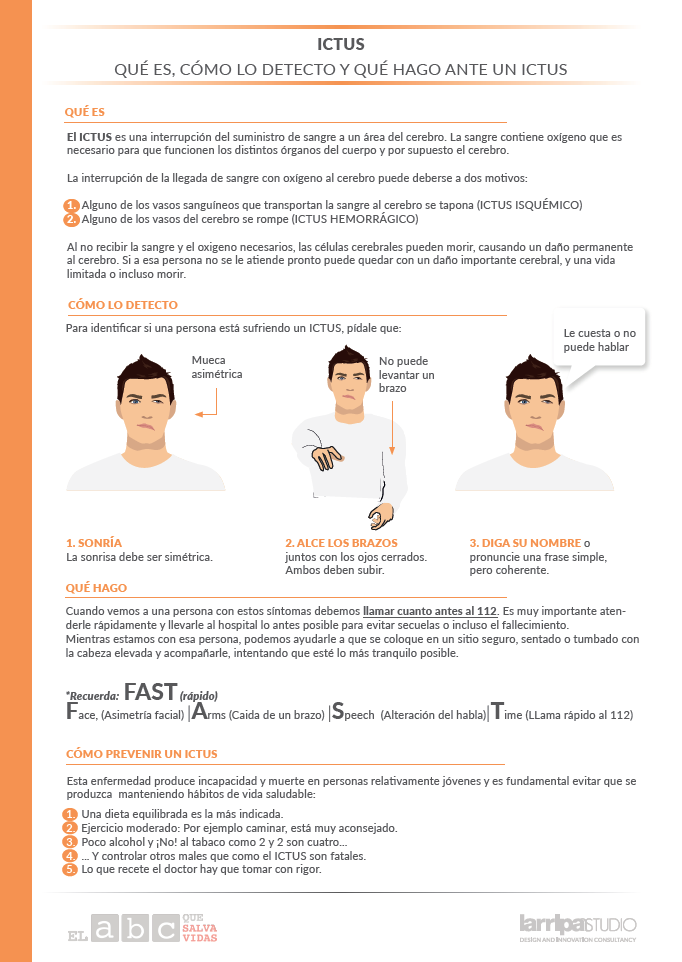 ICTUS
QUÉ ES, CÓMO LO DETECTO Y QUÉ HAGO ANTE UN ICTUS
QUÉ ES
El ICTUS es una interrupción del suministro de sangre a un área del cerebro. La sangre contiene oxígeno que es
necesario para que funcionen los distintos órganos del cuerpo y por supuesto el cerebro.
La interrupción de la llegada de sangre con oxígeno al cerebro puede deberse a dos motivos:
1. Alguno de los vasos sanguíneos que transportan la sangre al cerebro se tapona (ICTUS ISQUÉMICO)
2. Alguno de los vasos del cerebro se rompe (ICTUS HEMORRÁGICO)
Al no recibir la sangre y el oxigeno necesarios, las células cerebrales pueden morir, causando un daño permanente
al cerebro. Si a esa persona no se le atiende pronto puede quedar con un daño importante cerebral, y una vida
limitada o incluso morir.
CÓMO LO DETECTO
Para identificar si una persona está sufriendo un ICTUS, pídale que:
Mueca
asimétrica
No puede
levantar un
brazo
Le cuesta o no
puede hablar
1. SONRÍA
La sonrisa debe ser simétrica.
2. ALCE LOS BRAZOS
juntos con los ojos cerrados.
Ambos deben subir.
3. DIGA SU NOMBRE o
pronuncie una frase simple,
pero coherente.
QUÉ HAGO
Cuando vemos a una persona con estos síntomas debemos llamar cuanto antes al 112. Es muy importante aten-
derle rápidamente y llevarle al hospital lo antes posible para evitar secuelas o incluso el fallecimiento.
Mientras estamos con esa persona, podemos ayudarle a que se coloque en un sitio seguro, sentado o tumbado con
la cabeza elevada y acompañarle, intentando que esté lo más tranquilo posible.
*Recuerda: FAST (rápido)
Face, (Asimetría facial) |Arms (Caida de un brazo) |Speech (Alteración del habla)|Time (LLama rápido al 112)
CÓMO PREVENIR UN ICTUS
Esta enfermedad produce incapacidad y muerte en personas relativamente jóvenes y es fundamental evitar que se
produzca manteniendo hábitos de vida saludable:
1. Una dieta equilibrada es la más indicada.
2. Ejercicio moderado: Por ejemplo caminar, está muy aconsejado.
3. Poco alcohol y ¡No! al tabaco como 2 y 2 son cuatro...
4. ... Y controlar otros males que como el ICTUS son fatales.
5. Lo que recete el doctor hay que tomar con rigor.
EL abc QUE
SALVA
VIDAS
larripaSTUDIO
DESIGN AND INNOVATION CONSULTANCY